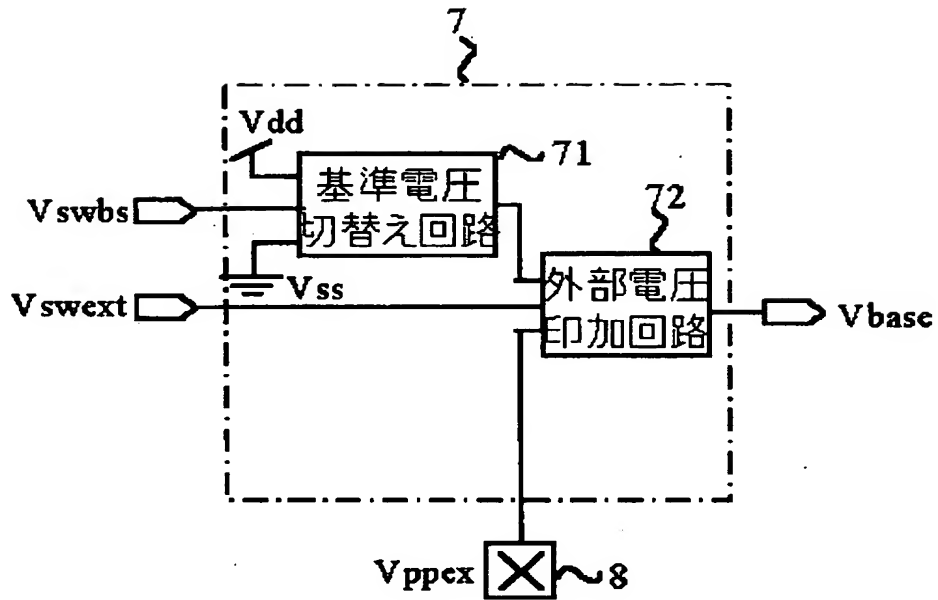 7
Vdd
71
基準電圧
切替え回路
Vswbs
72
Vss
外部電圧
印加回路
Vswext
Vbase
Vppex
8